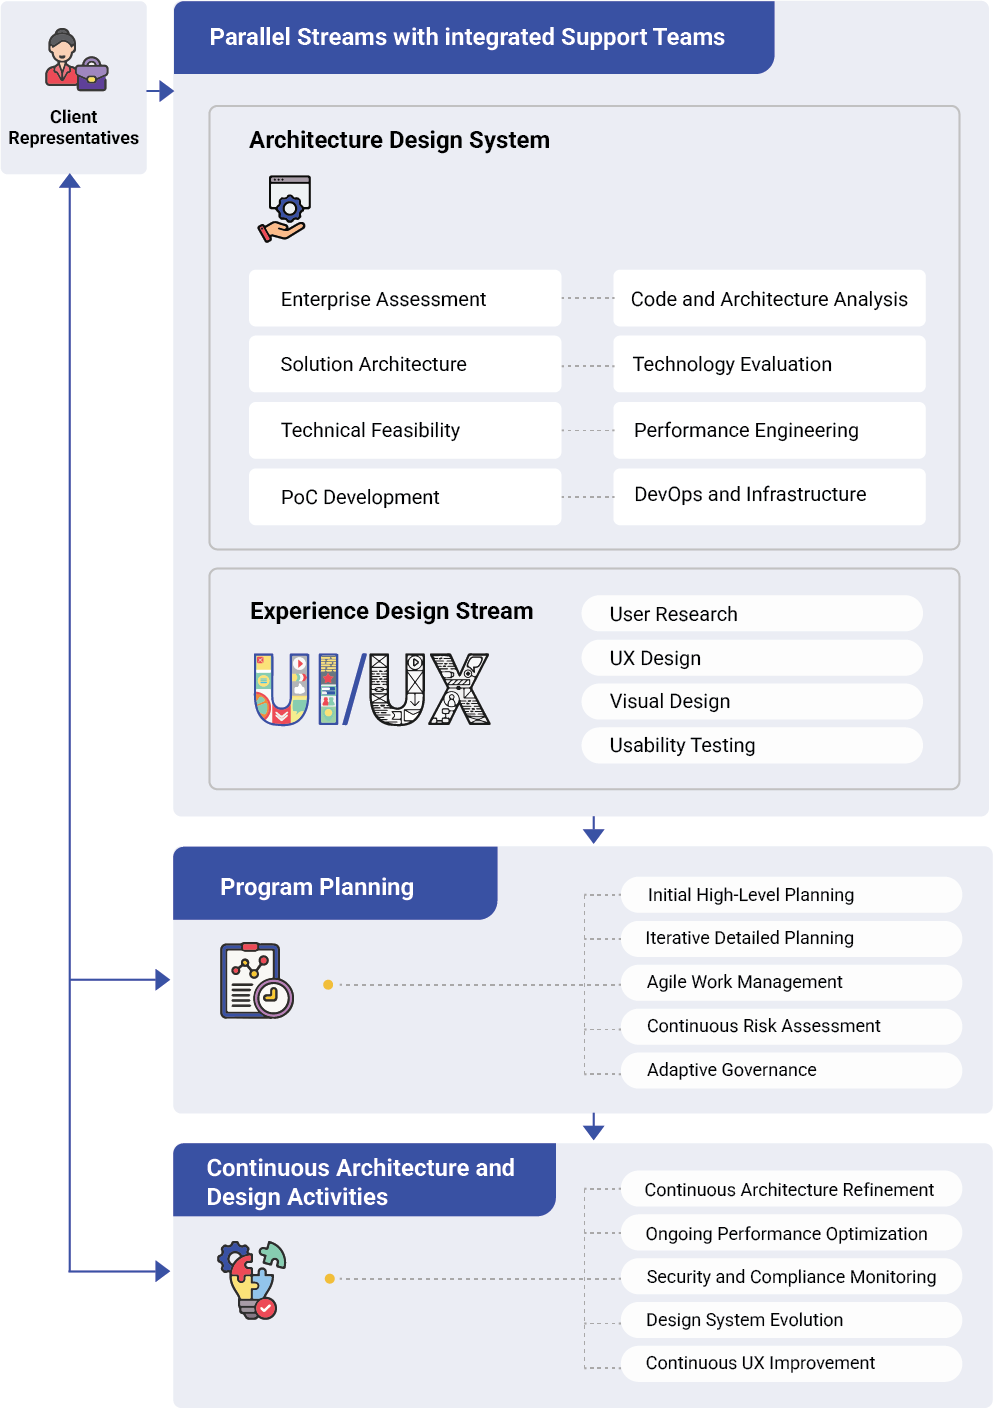 Client
Representatives
Parallel Streams with integrated Support Teams
Architecture Design System
Enterprise Assessment
Code and Architecture Analysis
Solution Architecture
Technology Evaluation
Technical Feasibility
Performance Engineering
PoC Development
DevOps and Infrastructure
Experience Design Stream
UI/UX
User Research
UX Design
Visual Design
Usability Testing
Program Planning
Initial High-Level Planning
Iterative Detailed Planning
Agile Work Management
Continuous Risk Assessment
Adaptive Governance
Continuous Architecture and
Design Activities
Continuous Architecture Refinement
Ongoing Performance Optimization
Security and Compliance Monitoring
Design System Evolution
Continuous UX Improvement